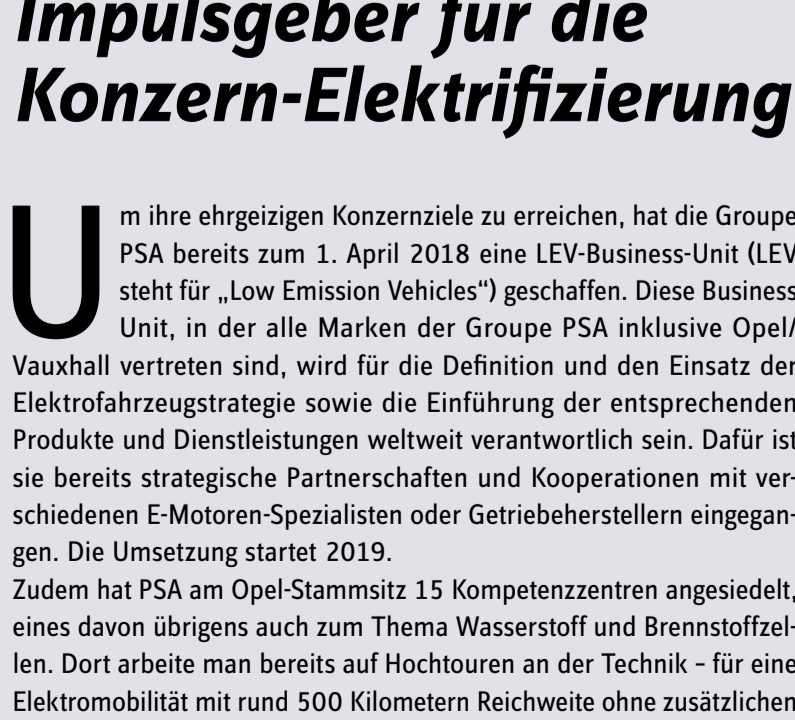 Impulsgeber für die
Konzern-Elektrifizierung
Um ihre ehrgeizigen Konzernziele zu erreichen, hat die Groupe
PSA bereits zum 1. April 2018 eine LEV-Business-Unit (LEV
steht für „Low Emission Vehicles“) geschaffen. Diese Business
Unit, in der alle Marken der Groupe PSA inklusive Opel/
Vauxhall vertreten sind, wird für die Definition und den Einsatz der
Elektrofahrzeugstrategie sowie die Einführung der entsprechenden
Produkte und Dienstleistungen weltweit verantwortlich sein. Dafür ist
sie bereits strategische Partnerschaften und Kooperationen mit ver-
schiedenen E-Motoren-Spezialisten oder Getriebeherstellern eingegan-
gen. Die Umsetzung startet 2019.
Zudem hat PSA am Opel-Stammsitz 15 Kompetenzzentren angesiedelt,
eines davon übrigens auch zum Thema Wasserstoff und Brennstoffzel-
len. Dort arbeite man bereits auf Hochtouren an der Technik – für eine
Elektromobilität mit rund 500 Kilometern Reichweite ohne zusätzlichen